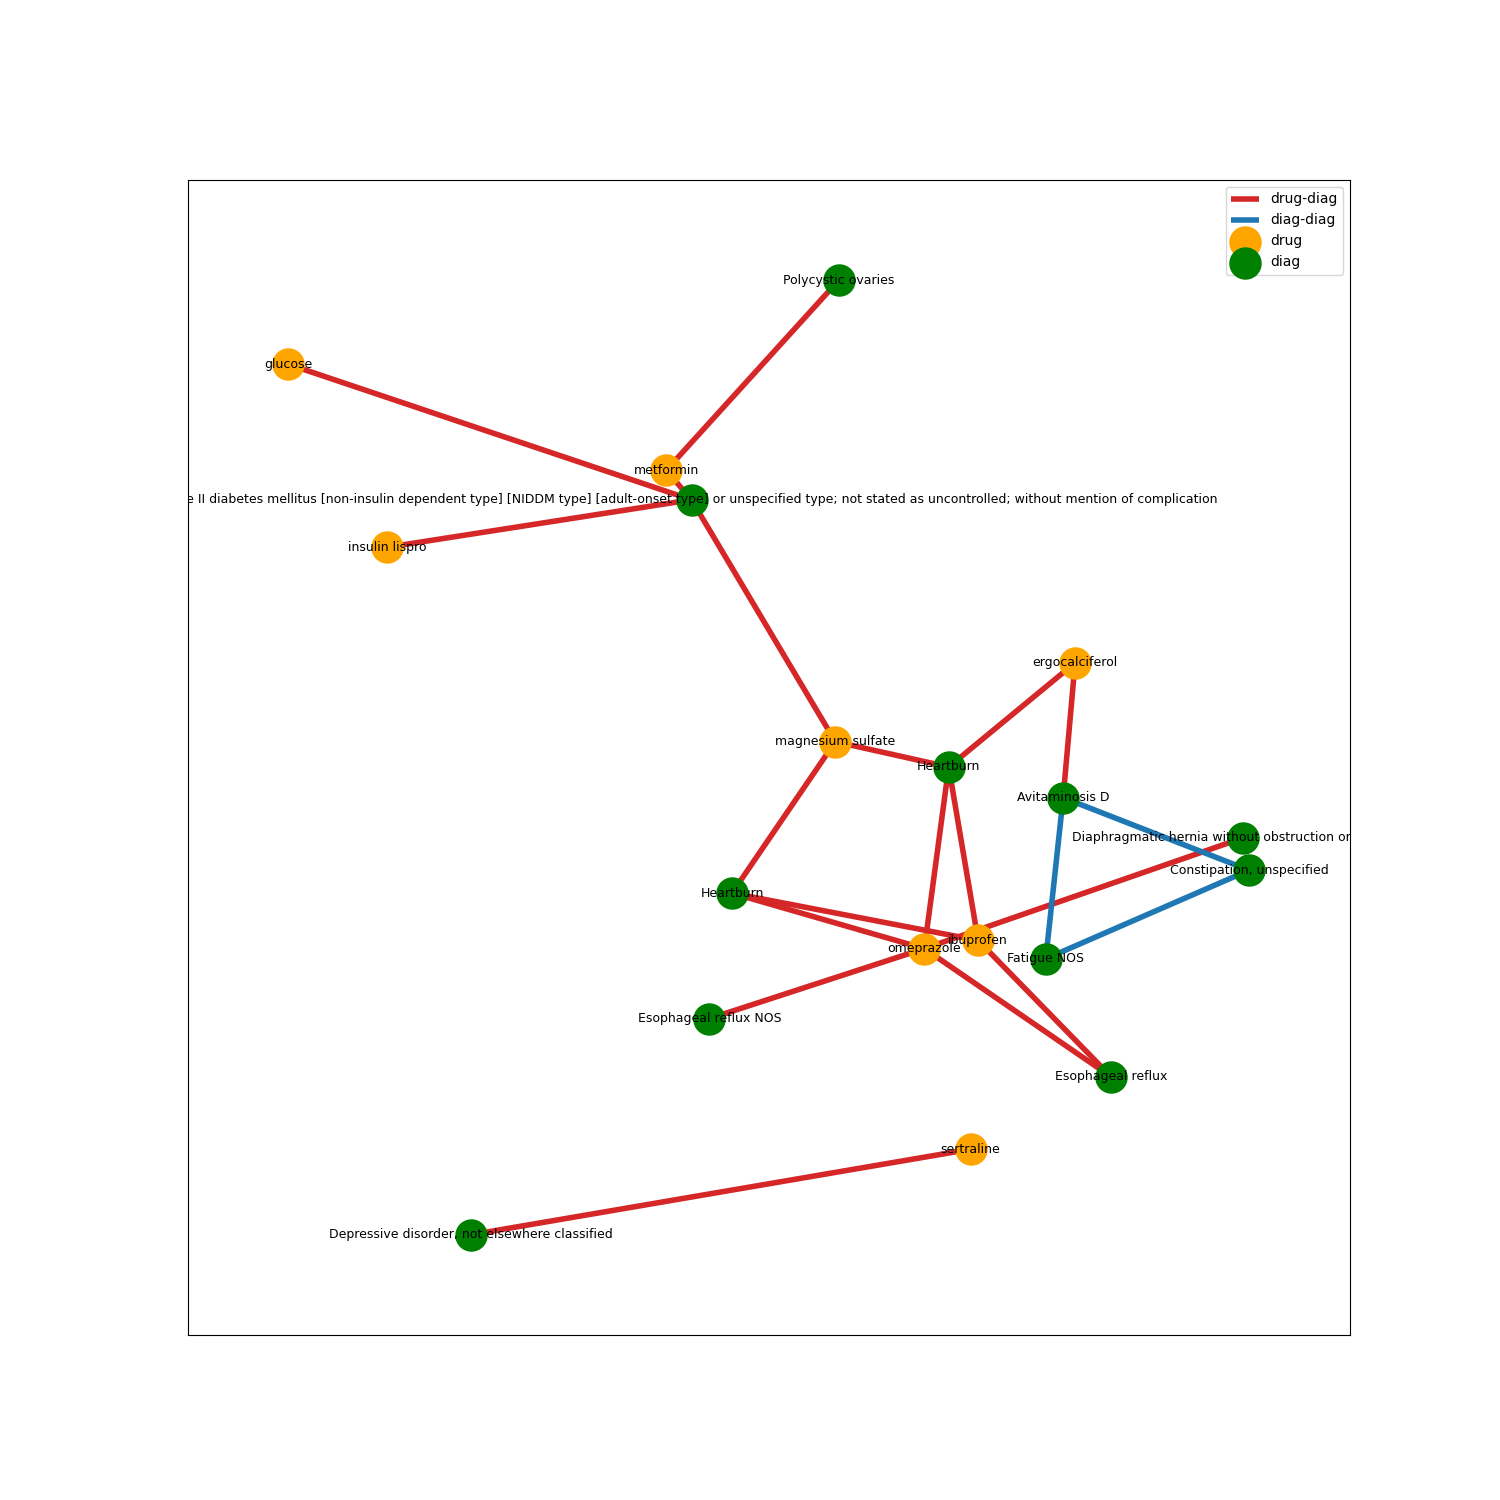 drug-diag
diag-diag
drug
diag
Polycystic ovaries
glucose
metformin
e II diabetes mellitus [non-insulin dependent type] [NIDDM type] [adult-onset type] or unspecified type; not stated as uncontrolled; without mention of complication
insulin lispro
ergocalciferol
magnesium sulfate
Heartburn
Avitaminosis D
Diaphragmatic hernia without obstruction or
Constipation, unspecified
Heartburn
ibuprofen
omeprazole
Fatigue NOS
Esophageal reflux NOS
Esophageal reflux
sertraline
Depressive disorder, not elsewhere classified